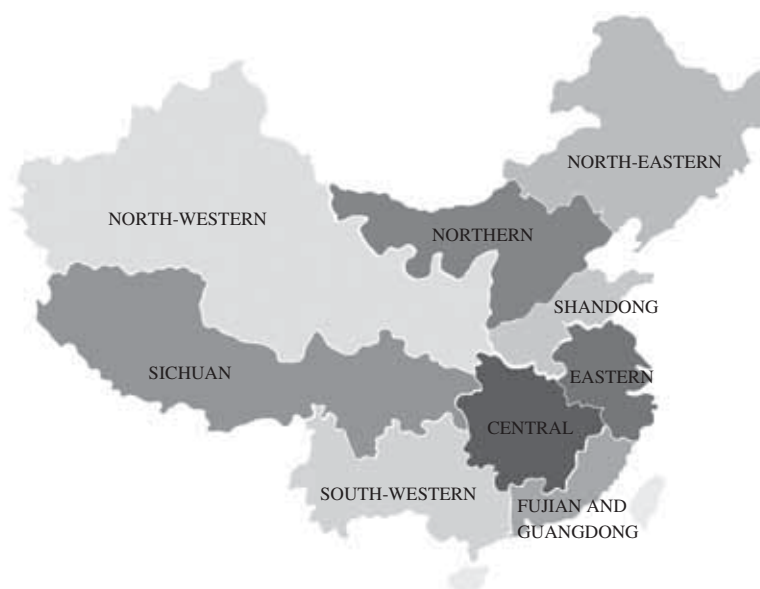 NORTH-EASTERN
NORTH-WESTERN
NORTHERN
SHANDONG
SICHUAN
EASTERN
CENTRAL
SOUTH-WESTERN
FUJIAN AND
GUANGDONG